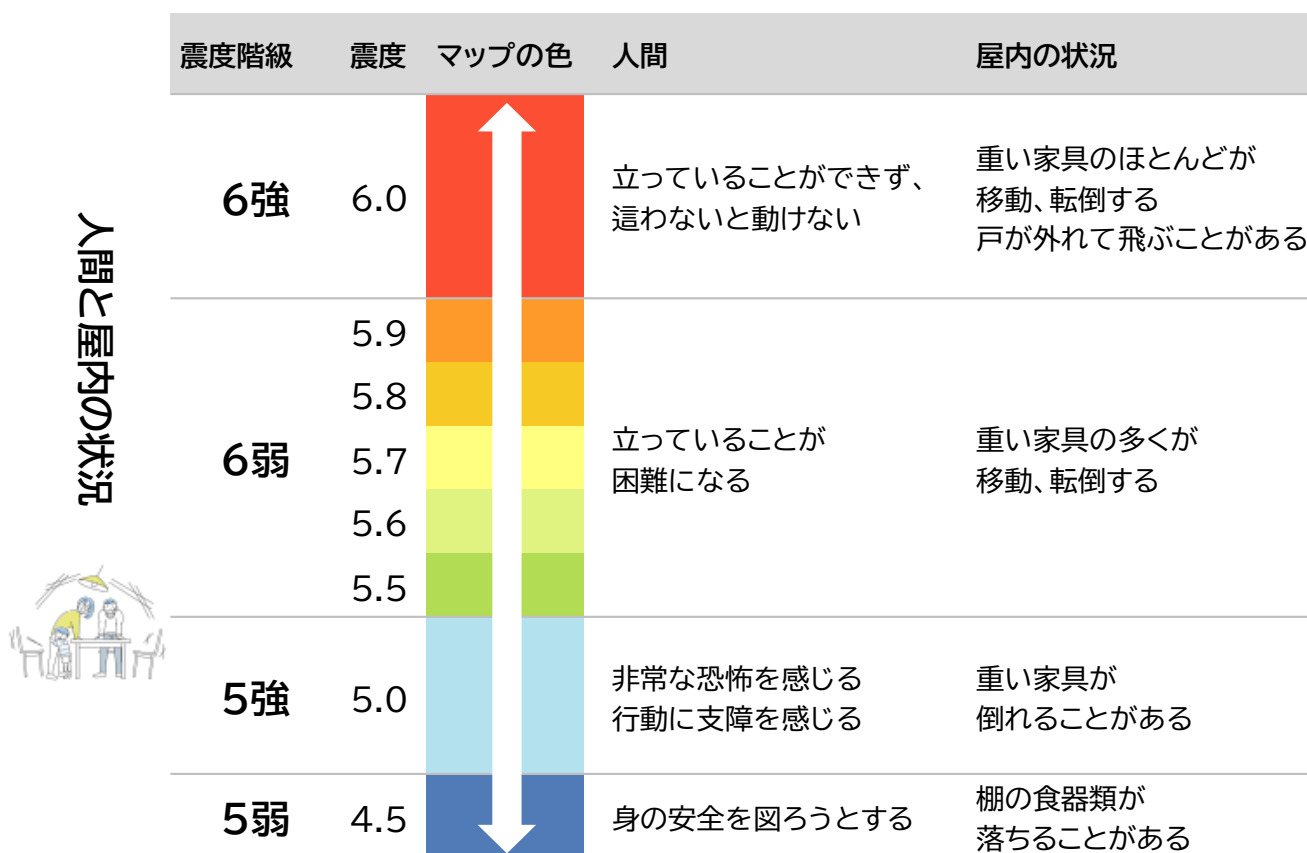 人間と屋内の状況
震度階級 震度 マップの色 人間 屋内の状況
6強 6.0
立っていることができず、
這わないと動けない
重い家具のほとんどが
移動、転倒する
戸が外れて飛ぶことがある
6弱
5.9
5.8
5.7
5.6
5.5
立っていることが
困難になる
重い家具の多くが
移動、転倒する
5強 5.0
非常な恐怖を感じる
行動に支障を感じる
重い家具が
倒れることがある
5弱 4.5
身の安全を図ろうとする
棚の食器類が
落ちることがある